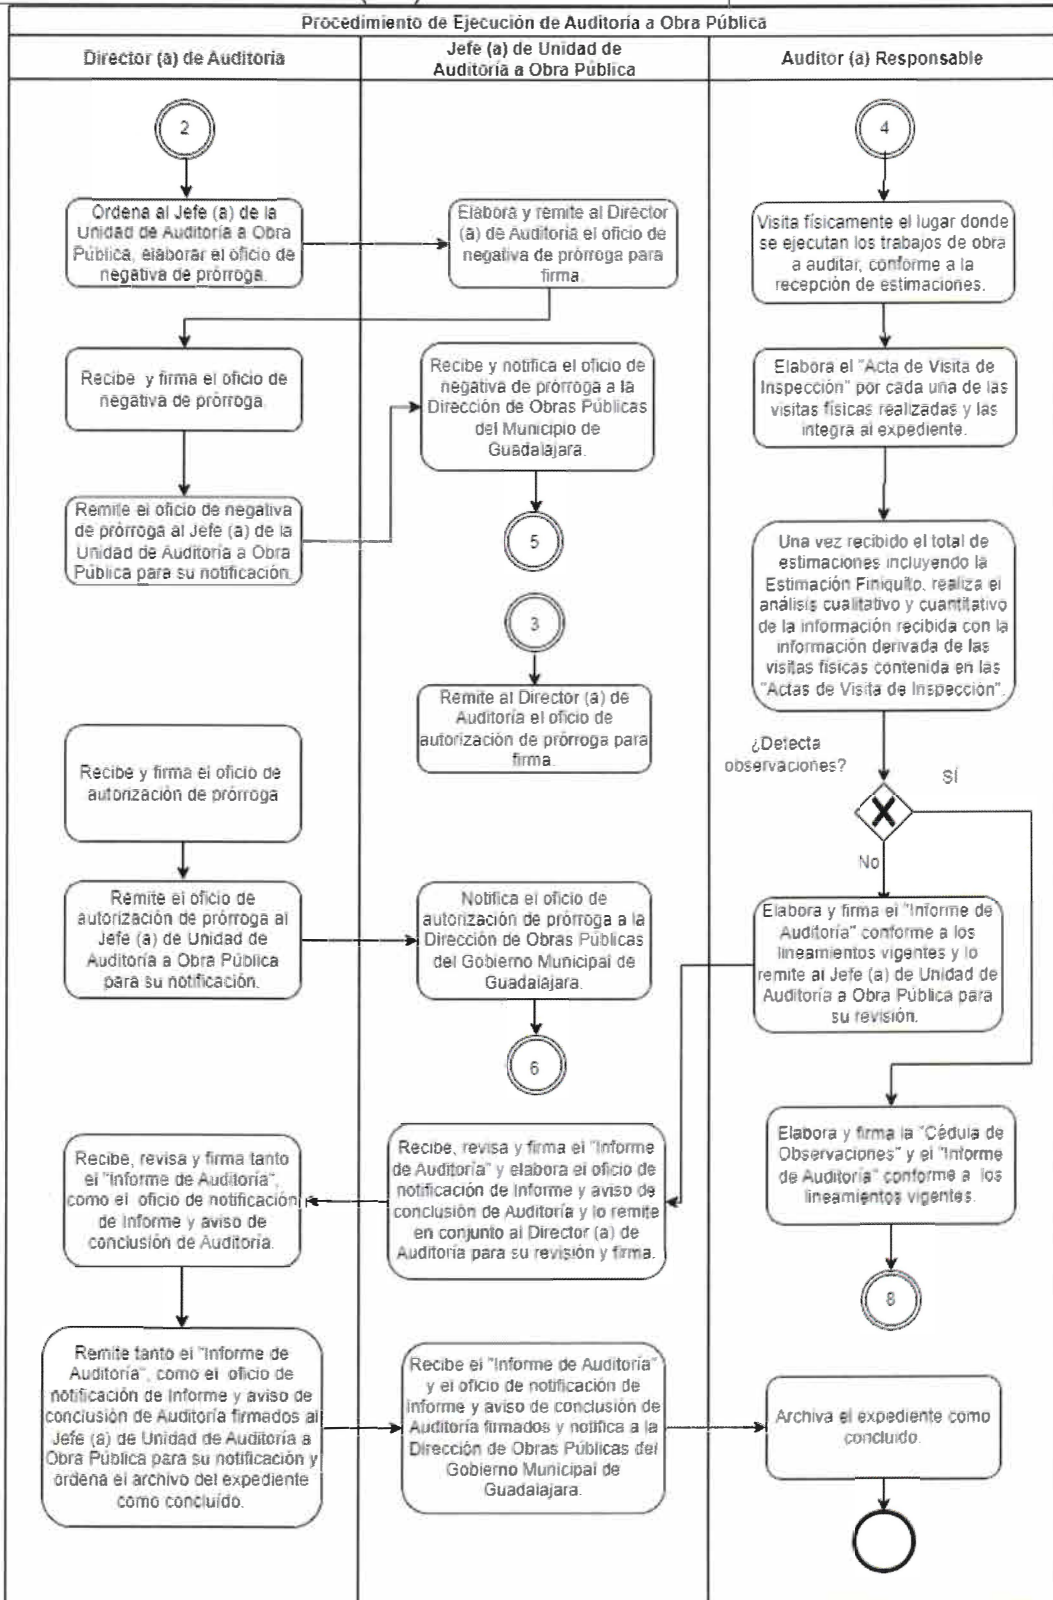 Procedimiento de Ejecución de Auditoría a Obra Pública
Director (a) de Auditoría
Jefe (a) de Unidad de
Auditoría a Obra Pública
Auditor (a) Responsable
2
Ordena al Jefe (a) de la
Unidad de Auditoría a Obra
Pública, elaborar el oficio de
negativa de prórroga.
Elabora y remite al Director
(a) de Auditoría el oficio de
negativa de prórroga para
firma.
Recibe y firma el oficio de
negativa de prórroga.
Remite el oficio de negativa
de prórroga al Jefe (a) de la
Unidad de Auditoría a Obra
Pública para su notificación.
Recibe y notifica el oficio de
negativa de prórroga a la
Dirección de Obras Públicas
del Municipio de
Guadalajara.
5
3
Remite al Director (a) de
Auditoría el oficio de
autorización de prórroga para
firma.
Recibe y firma el oficio de
autorización de prórroga
Remite el oficio de
autorización de prórroga al
Jefe (a) de Unidad de
Auditoría a Obra Pública
para su notificación.
Notifica el oficio de
autorización de prórroga a la
Dirección de Obras Públicas
del Gobierno Municipal de
Guadalajara.
6
4
Visita físicamente el lugar donde
se ejecutan los trabajos de obra
a auditar, conforme a la
recepción de estimaciones.
Elabora el "Acta de Visita de
Inspección" por cada una de las
visitas físicas realizadas y las
integra al expediente.
Una vez recibido el total de
estimaciones incluyendo la
Estimación Finiquito, realiza el
análisis cualitativo y cuantitativo
de la información recibida con la
información derivada de las
visitas físicas contenida en las
"Actas de Visita de Inspección".
¿Detecta
observaciones?
SÍ
No
Elabora y firma el "Informe de
Auditoría" conforme a los
lineamientos vigentes y lo
remite al Jefe (a) de Unidad de
Auditoría a Obra Pública para
su revisión.
Elabora y firma la "Cédula de
Observaciones" y el "Informe
de Auditoría" conforme a los
lineamientos vigentes.
8
Recibe, revisa y firma el "Informe
de Auditoría" y elabora el oficio de
notificación de Informe y aviso de
conclusión de Auditoría y lo remite
en conjunto al Director (a) de
Auditoría para su revisión y firma.
Recibe, revisa y firma tanto
el "Informe de Auditoría",
como el oficio de notificación
de Informe y aviso de
conclusión de Auditoría.
Remite tanto el "Informe de
Auditoría", como el oficio de
notificación de Informe y aviso de
conclusión de Auditoría firmados al
Jefe (a) de Unidad de Auditoría a
Obra Pública para su notificación y
ordena el archivo del expediente
como concluído.
Recibe el "Informe de Auditoría"
y el oficio de notificación de
informe y aviso de conclusión de
Auditoría firmados y notifica a la
Dirección de Obras Públicas del
Gobierno Municipal de
Guadalajara.
Archiva el expediente como
concluido.